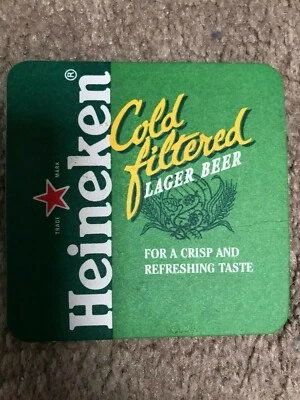 Heineken®
TRADE MARK
Cold
filtered
LAGER BEER
FOR A CRISP AND
REFRESHING TASTE